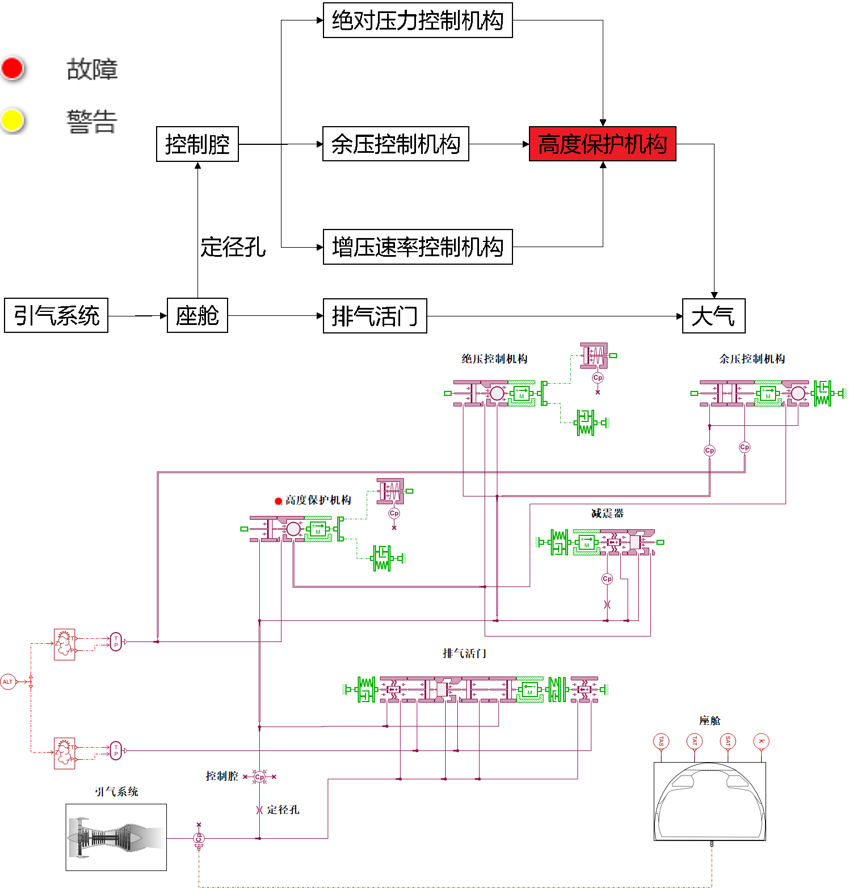 绝对压力控制机构
故障
警告
控制腔
余压控制机构
高度保护机构
定径孔
增压速率控制机构
引气系统
座舱
排气活门
大气
绝压控制机构
余压控制机构
Cp
M
M
Cp
Cp
高度保护机构
减震器
M
Cp
M
Cp
T
P
T
P
ALT
排气活门
M
T
P
T
P
座舱
TAS
TAT
SAT
控制腔
Cp
引气系统
定径孔
Cp